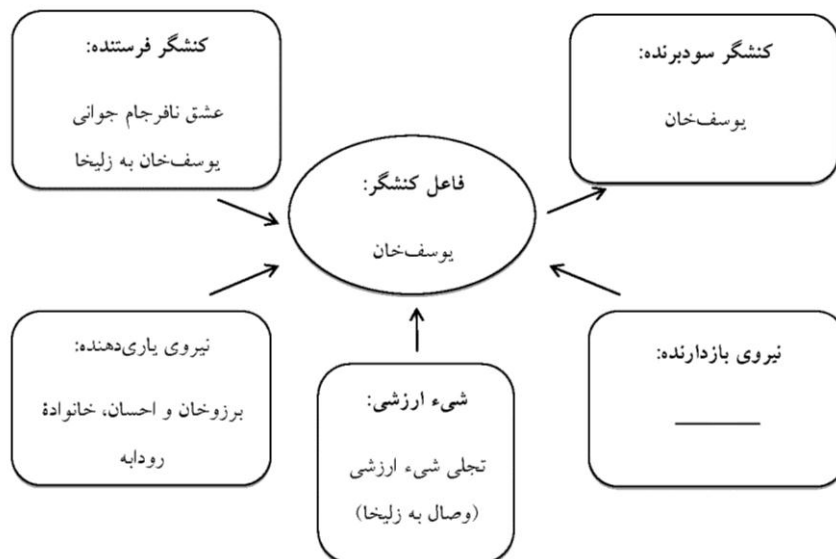 کنشگر سودبرنده:
یوسف‌خان
کنشگر فرستنده:
عشق نافرجام جوانی
یوسف‌خان به زلیخا
فاعل کنشگر:
یوسف‌خان
نیروی بازدارنده:
شیء ارزشی:
تجلی شیء ارزشی
(وصال به زلیخا)
نیروی یاری‌دهنده:
برزوخان و احسان، خانوادۀ
رودابه